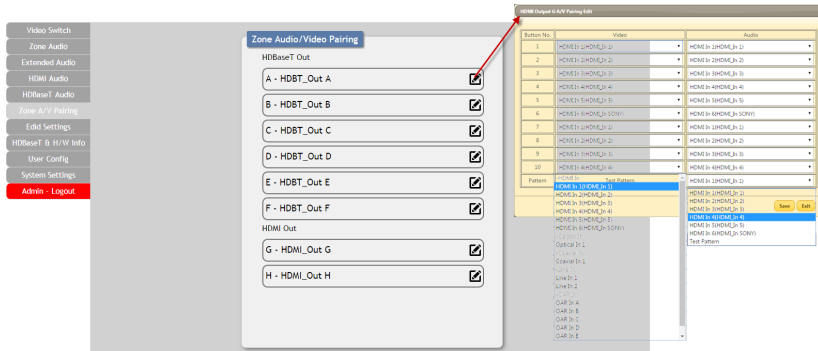 Video Switch
Zone Audio
Extended Audio
HDMI Audio
HDBaseT Audio
Zone A/V Pairing
Edid Settings
HDBaseT & H/W Info
User Config
System Settings
Admin - Logout
Zone Audio/Video Pairing
HDBaseT Out
A - HDBT_Out A
B - HDBT_Out B
C - HDBT_Out C
D - HDBT_Out D
E - HDBT_Out E
F - HDBT_Out F
HDMI Out
G - HDMI_Out G
H - HDMI_Out H
HDMI Output G A/V Pairing Edit
Button No. Video Audio
1 HDMI In 1(HDMI_In 1) HDMI In 1(HDMI_In 1)
2 HDMI In 2(HDMI_In 2) HDMI In 2(HDMI_In 2)
3 HDMI In 3(HDMI_In 3) HDMI In 3(HDMI_In 3)
4 HDMI In 4(HDMI_In 4) HDMI In 4(HDMI_In 4)
5 HDMI In 5(HDMI_In 5) HDMI In 5(HDMI_In 5)
6 HDMI In 6(HDMI_In SONY) HDMI In 6(HDMI_In SONY)
7 HDMI In 1(HDMI_In 1) HDMI In 1(HDMI_In 1)
8 HDMI In 2(HDMI_In 2) HDMI In 2(HDMI_In 2)
9 HDMI In 3(HDMI_In 3) HDMI In 3(HDMI_In 3)
10 HDMI In 4(HDMI_In 4) HDMI In 4(HDMI_In 4)
Pattern Test Pattern HDMI In 1(HDMI_In 1)
HDMI In
HDMI In 1(HDMI_In 1)
HDMI In 2(HDMI_In 2)
HDMI In 3(HDMI_In 3)
HDMI In 4(HDMI_In 4)
HDMI In 5(HDMI_In 5)
HDMI In 6(HDMI_In SONY)
Optical In 1
Coaxial In 1
Line In 1
Line In 2
OAR In A
OAR In B
OAR In C
OAR In D
OAR In E
HDMI In 1(HDMI_In 1)
HDMI In 2(HDMI_In 2)
HDMI In 3(HDMI_In 3)
HDMI In 4(HDMI_In 4)
HDMI In 5(HDMI_In 5)
HDMI In 6(HDMI_In SONY)
Test Pattern
Save Exit